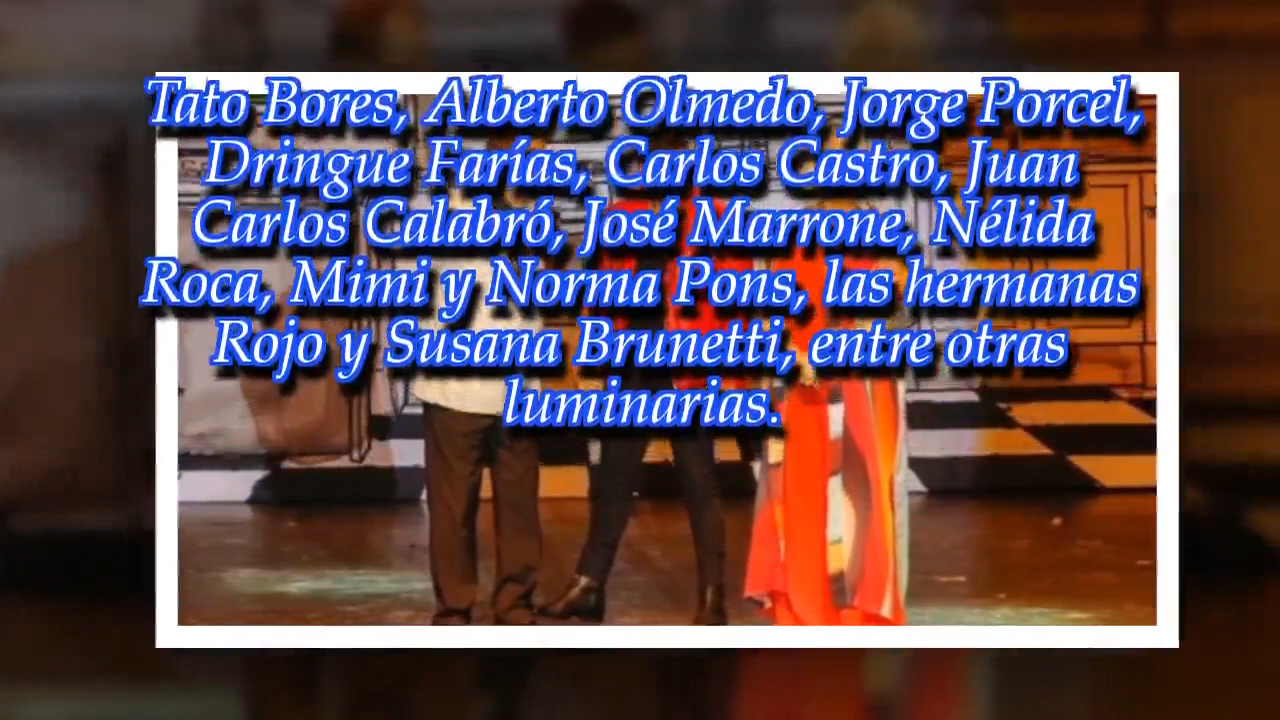 Tato Bores, Alberto Olmedo, Jorge Porcel,
Dringue Farías, Carlos Castro, Juan
Carlos Calabró, José Marrone, Nélida
Roca, Mimi y Norma Pons, las hermanas
Rojo y Susana Brunetti, entre otras
luminarias.